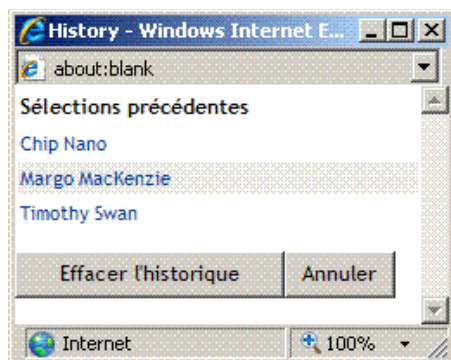 History - Windows Internet E...
about:blank
Sélections précédentes
Chip Nano
Margo MacKenzie
Timothy Swan
Effacer l'historique Annuler
Internet 100%